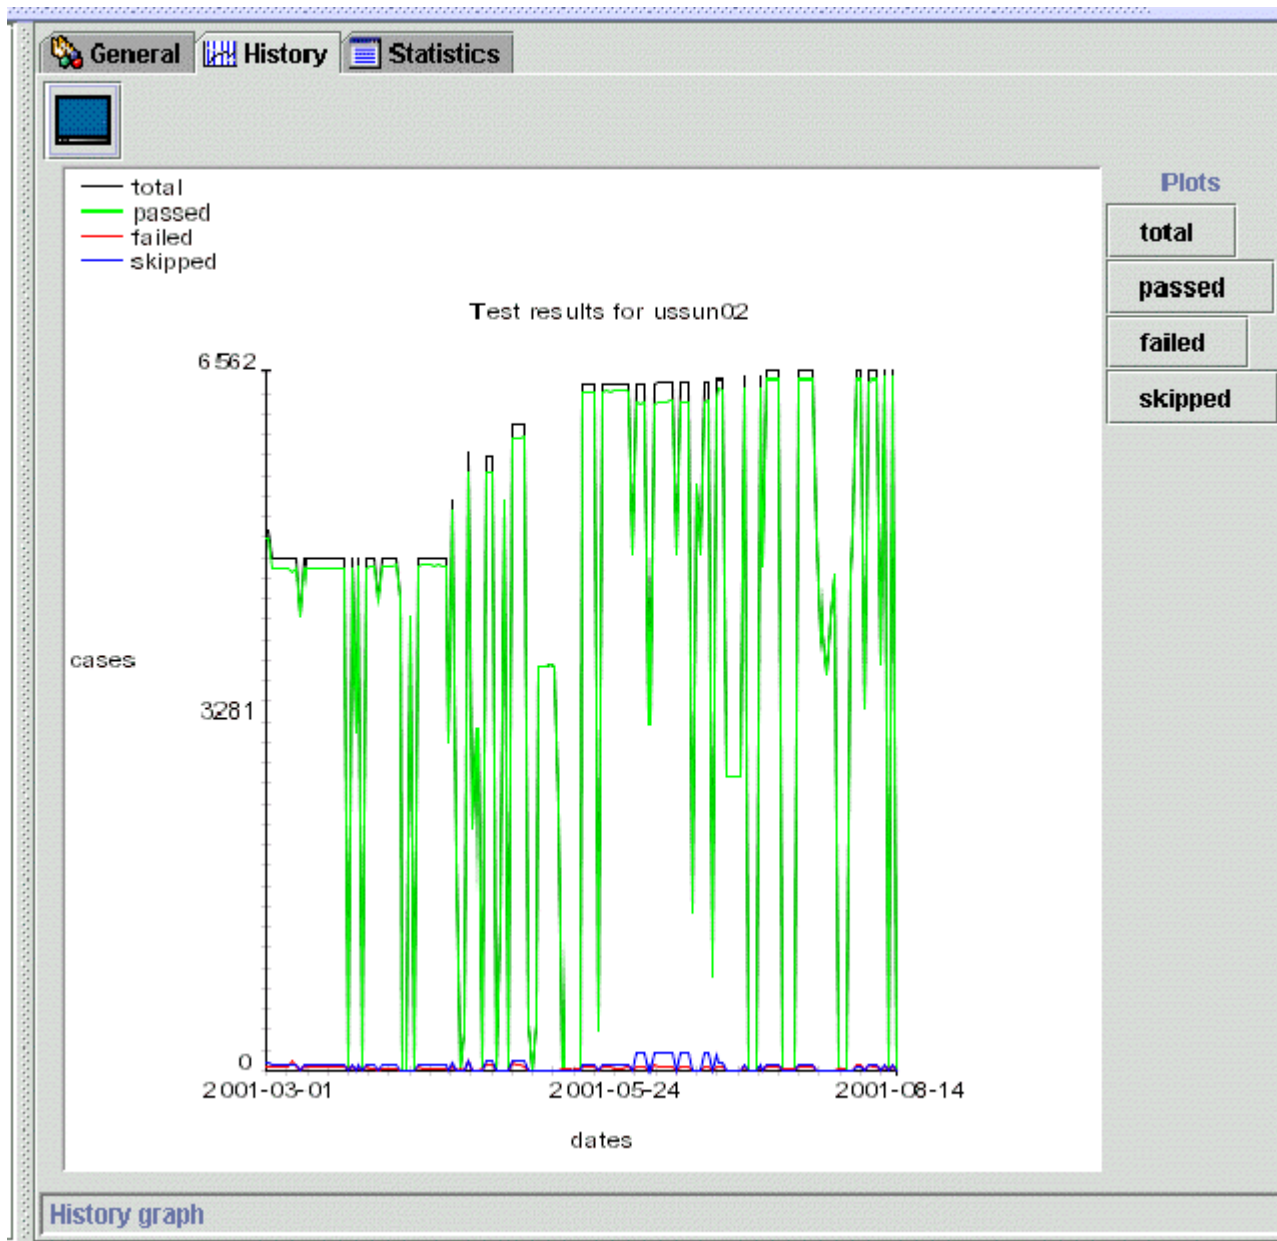 General History Statistics
total
passed
failed
skipped
Plots
total
passed
failed
skipped
Test results for ussun02
6562
cases
3281
0
2001-03-01 2001-05-24 2001-08-14
dates
History graph